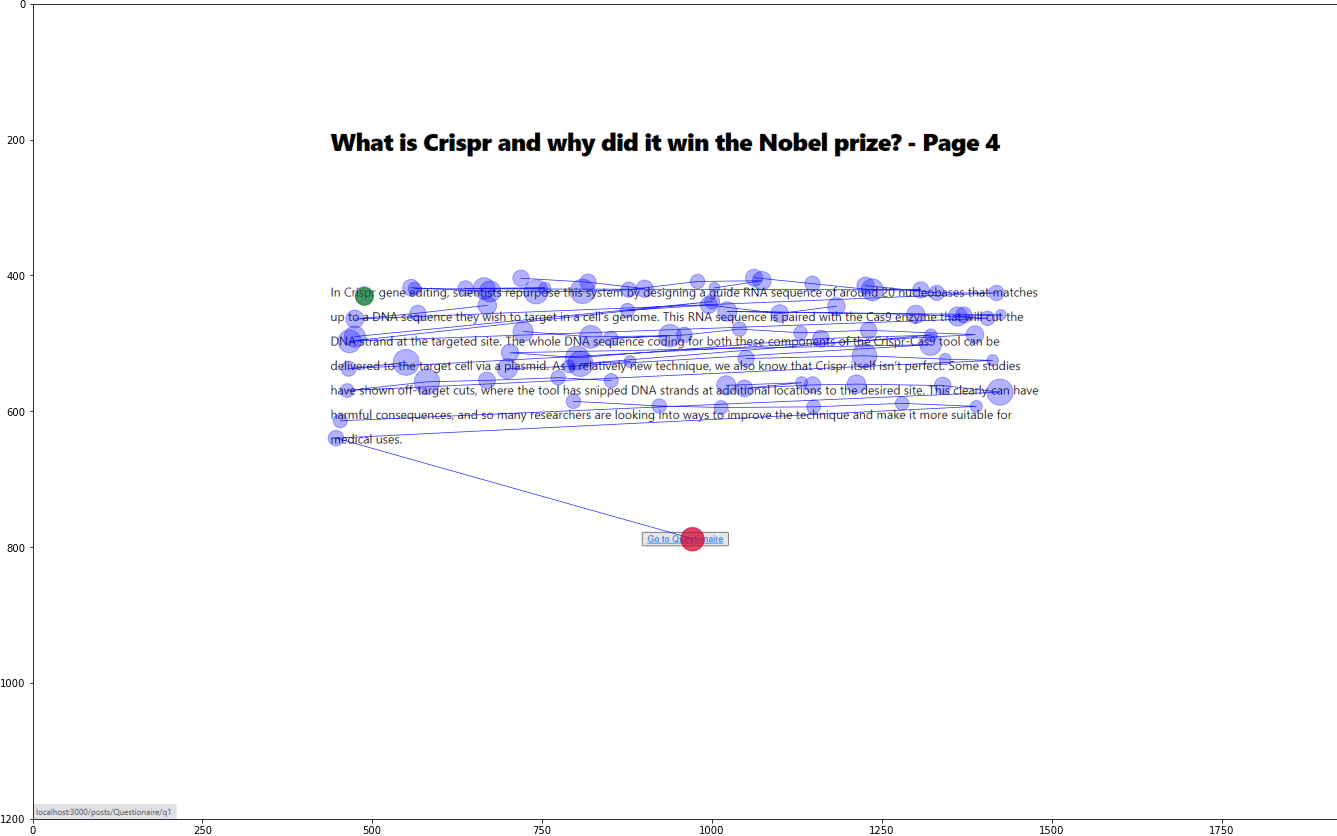 What is Crispr and why did it win the Nobel prize? - Page 4
In Crispr gene editing, scientists repurpose this system by designing a guide RNA sequence of around 20 nucleobases that matches
up to a DNA sequence they wish to target in a cell's genome. This RNA sequence is paired with the Cas9 enzyme that will cut the
DNA strand at the targeted site. The whole DNA sequence coding for both these components of the Crispr-Cas9 tool can be
delivered to the target cell via a plasmid. As a relatively new technique, we also know that Crispr itself isn't perfect. Some studies
have shown off-target cuts, where the tool has snipped DNA strands at additional locations to the desired site. This clearly can have
harmful consequences, and so many researchers are looking into ways to improve the technique and make it more suitable for
medical uses.
Go to Questionaire
localhost:3000/posts/Questionaire/q1
0
200
400
600
800
1000
1200
0 250 500 750 1000 1250 1500 1750